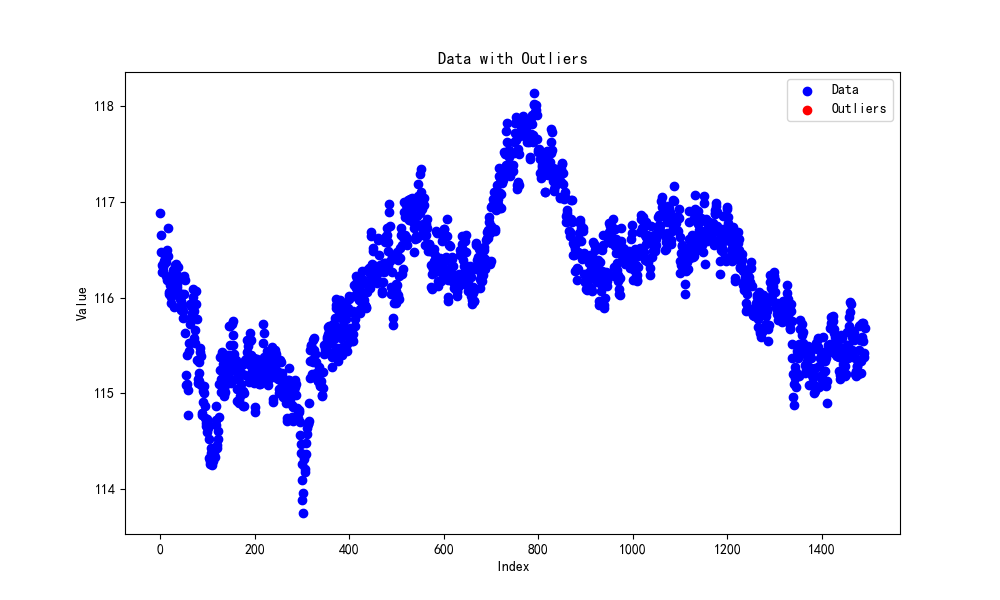 Data with Outliers
Data
Outliers
118
117
116
115
114
Value
0 200 400 600 800 1000 1200 1400
Index